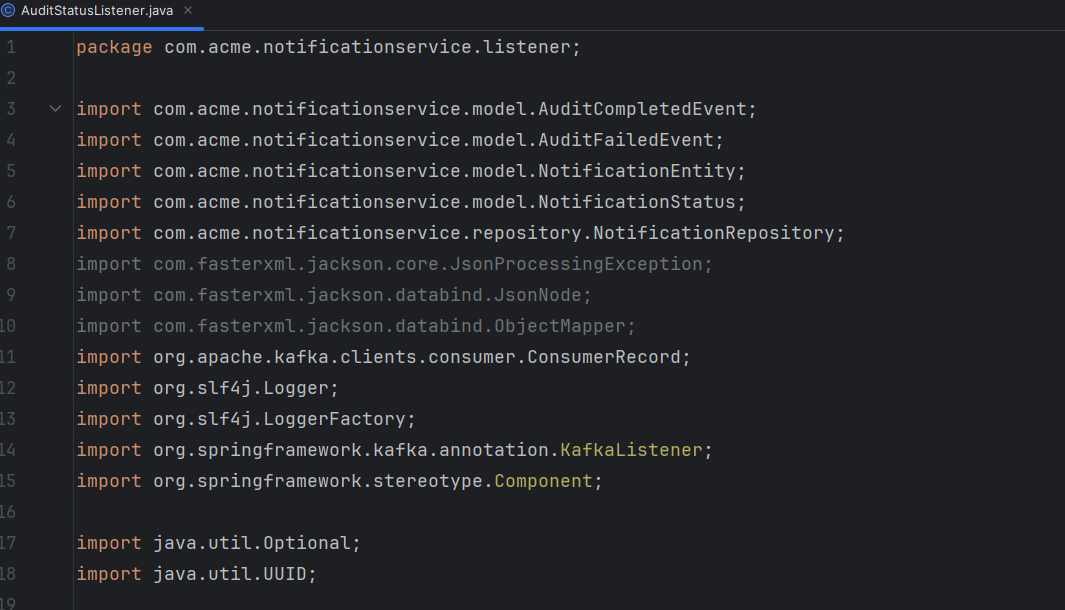 AuditStatusListener.java
1 package com.acme.notificationservice.listener;
2
3 import com.acme.notificationservice.model.AuditCompletedEvent;
4 import com.acme.notificationservice.model.AuditFailedEvent;
5 import com.acme.notificationservice.model.NotificationEntity;
6 import com.acme.notificationservice.model.NotificationStatus;
7 import com.acme.notificationservice.repository.NotificationRepository;
8 import com.fasterxml.jackson.core.JsonProcessingException;
9 import com.fasterxml.jackson.databind.JsonNode;
10 import com.fasterxml.jackson.databind.ObjectMapper;
11 import org.apache.kafka.clients.consumer.ConsumerRecord;
12 import org.slf4j.Logger;
13 import org.slf4j.LoggerFactory;
14 import org.springframework.kafka.annotation.KafkaListener;
15 import org.springframework.stereotype.Component;
16
17 import java.util.Optional;
18 import java.util.UUID;
19